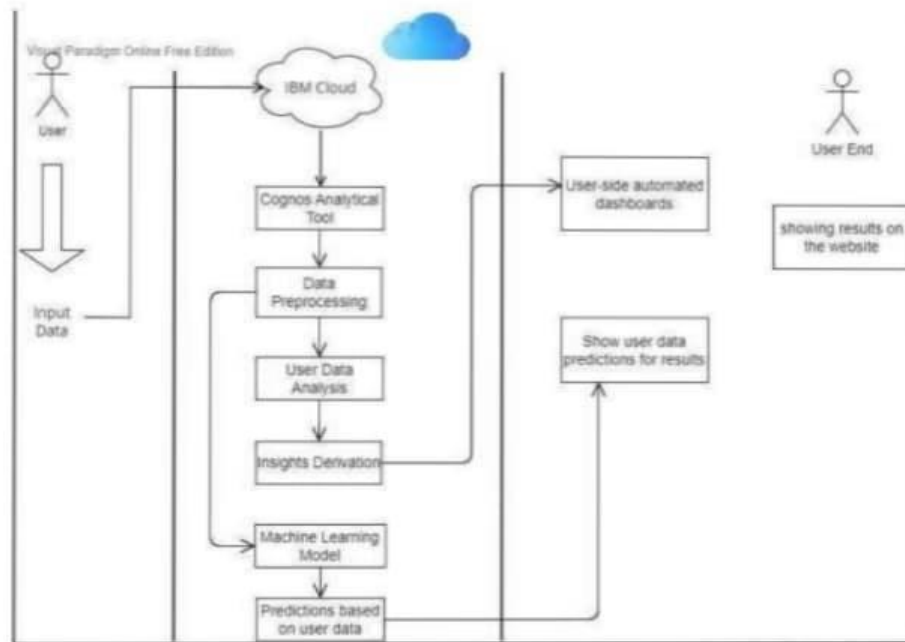 Visual Paradigm Online Free Edition
User
Input
Data
IBM Cloud
Cognos Analytical
Tool
Data
Preprocessing
User Data
Analysis
Insights Derivation
Machine Learning
Model
Predictions based
on user data
User-side automated
dashboards
Show user data
predictions for results
User End
showing results on
the website